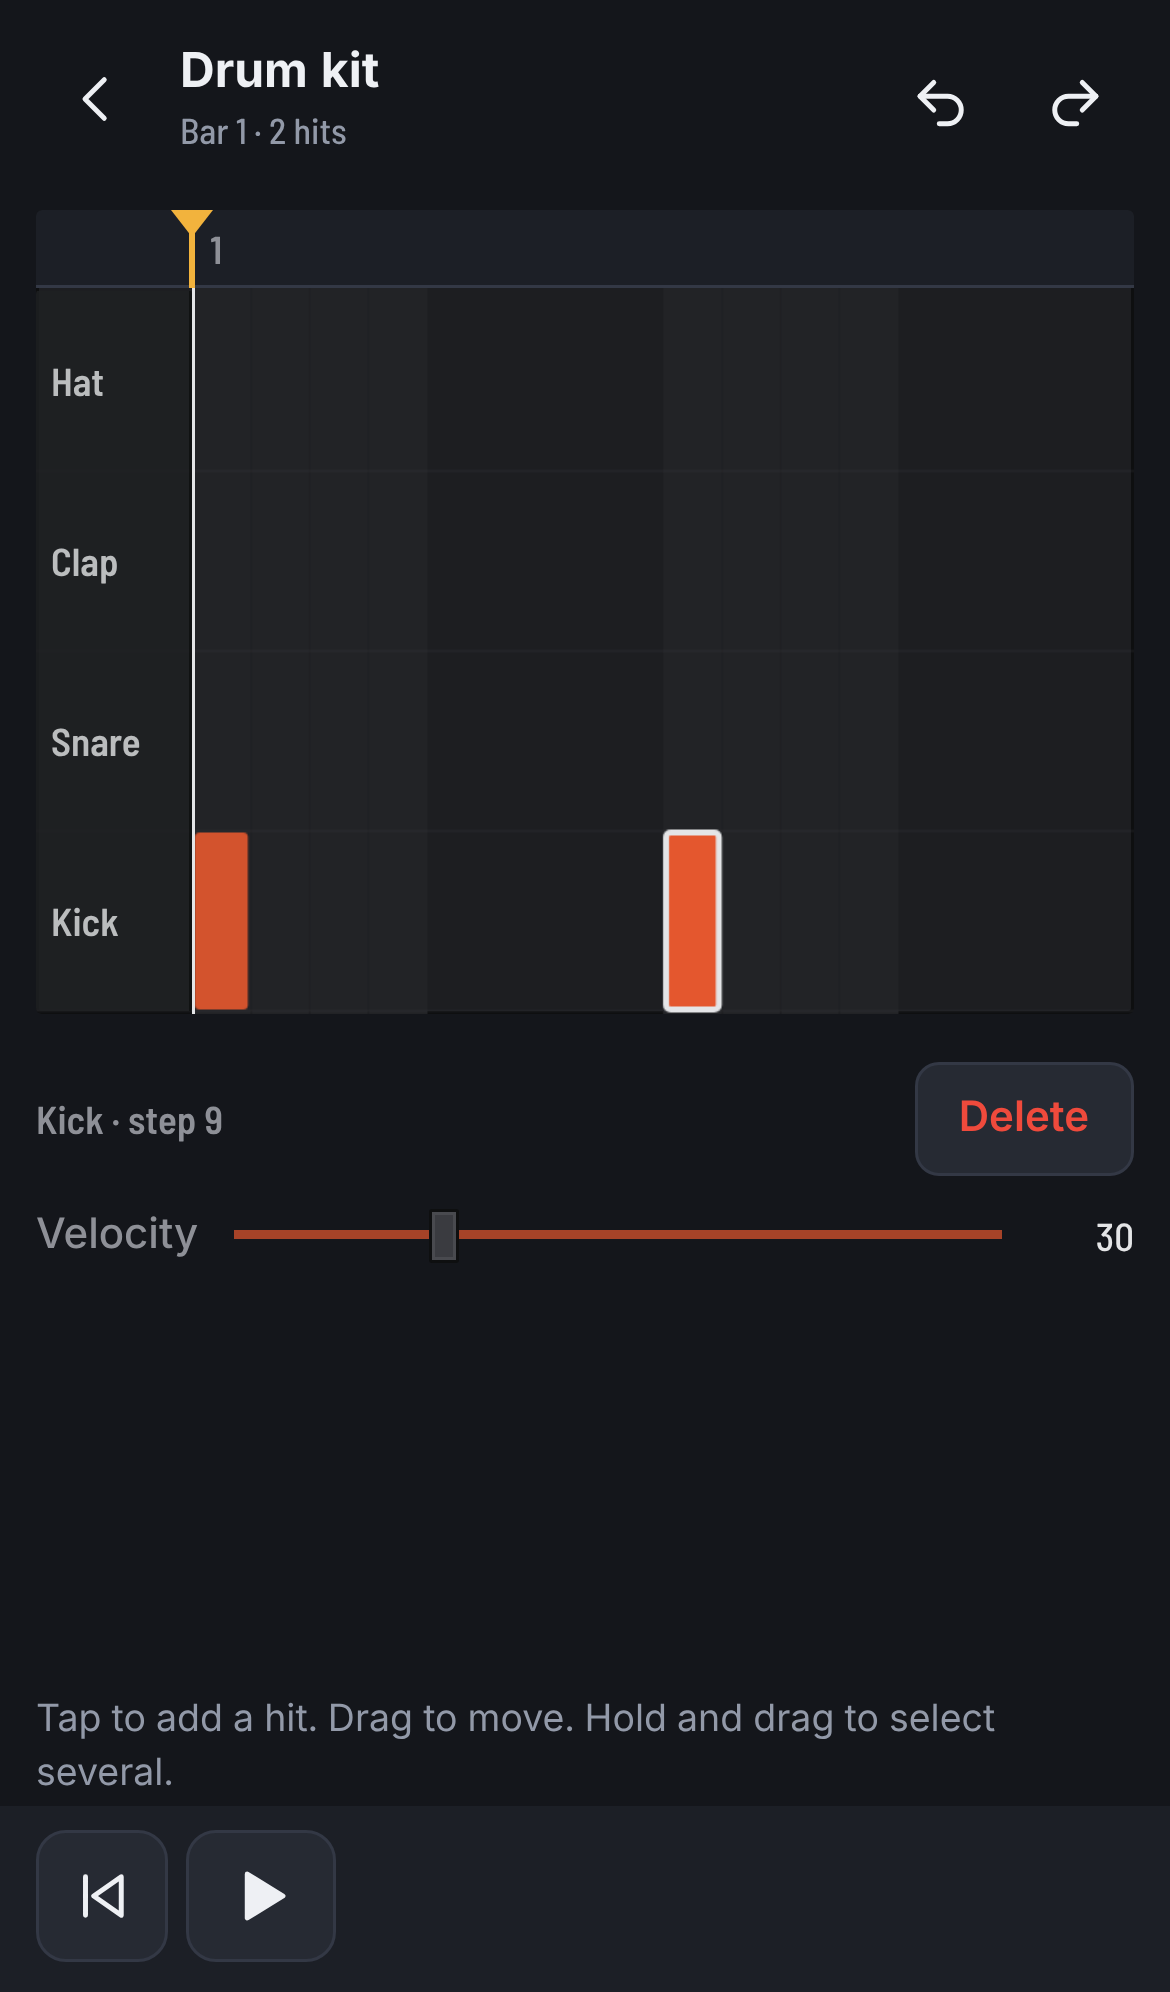 Drum kit
Bar 1 · 2 hits
1
Hat
Clap
Snare
Kick
Kick · step 9
Delete
Velocity
30
Tap to add a hit. Drag to move. Hold and drag to select
several.